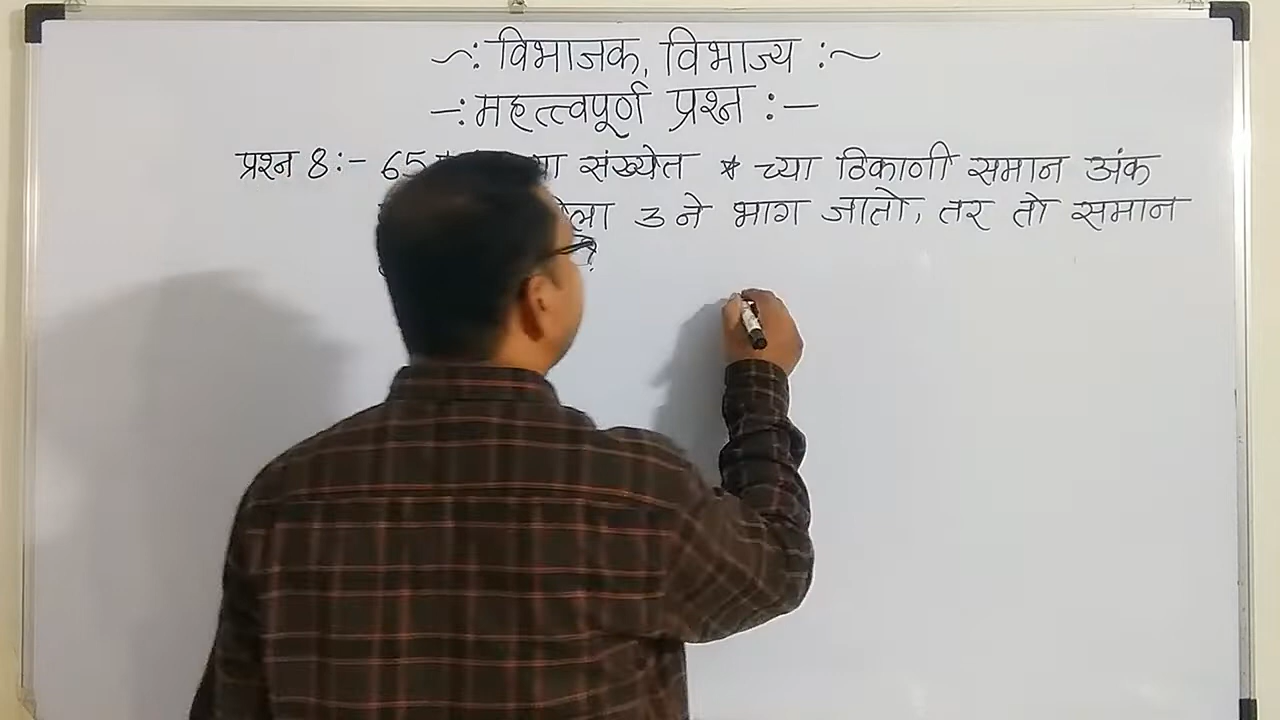 ~: विभाजक, विभाज्य :~
-: महत्त्वपूर्ण प्रश्न :-
प्रश्न 8:- 65 संख्येत * च्या ठिकाणी समान अंक
3 ने भाग जातो, तर तो समान